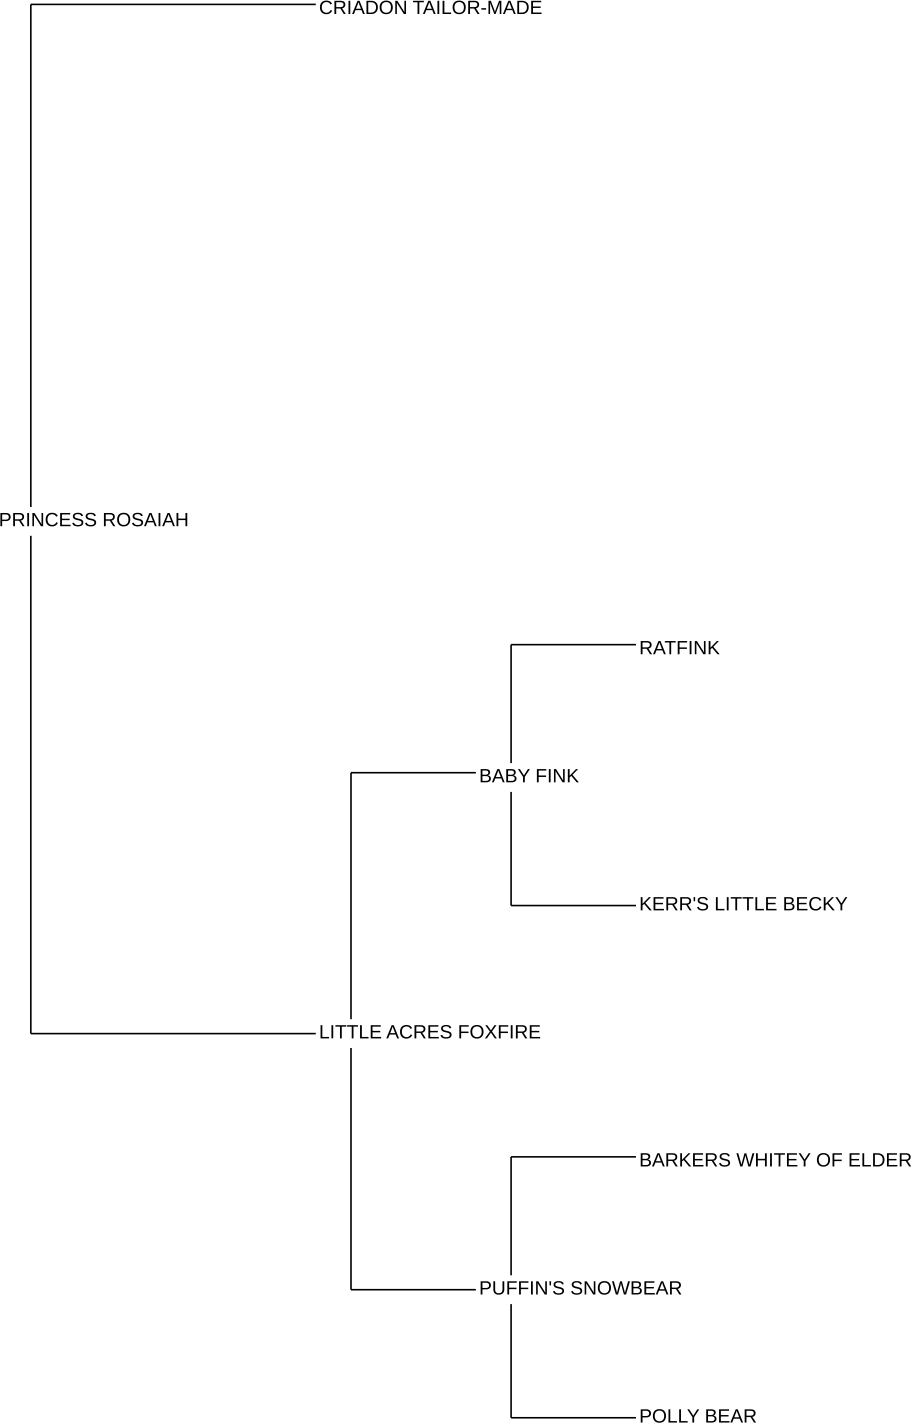 CRIADON TAILOR-MADE
PRINCESS ROSAIAH
RATFINK
BABY FINK
KERR'S LITTLE BECKY
LITTLE ACRES FOXFIRE
BARKERS WHITEY OF ELDER
PUFFIN'S SNOWBEAR
POLLY BEAR